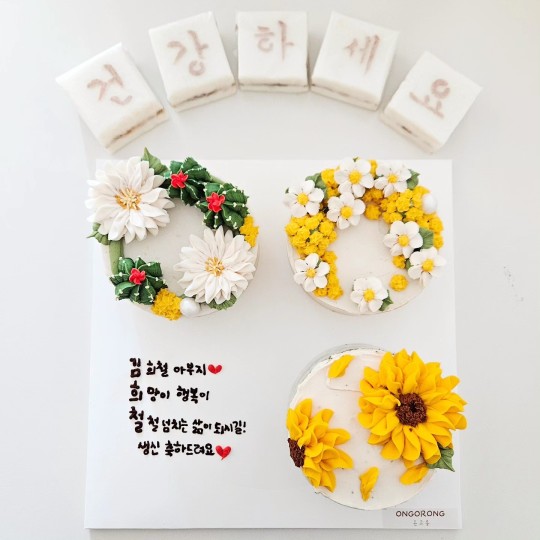 건강하세요
김 희철 아부지
희 망이 행복이
철 철 넘치는 삶이 되시길!
생신 축하드려요
ONGORONG
옹고롱